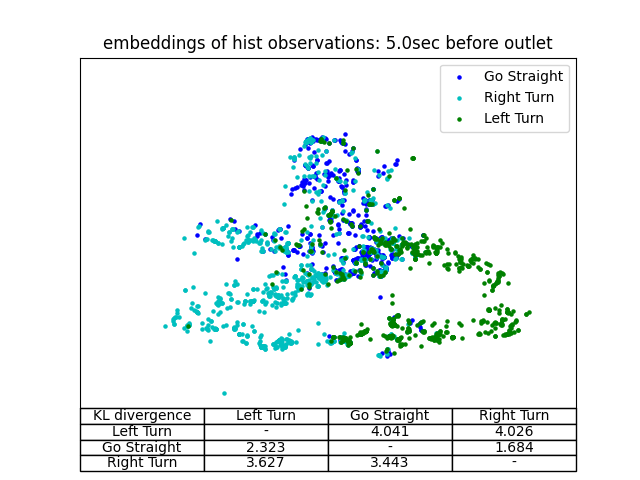 embeddings of hist observations: 5.0sec before outlet
Go Straight
Right Turn
Left Turn
KL divergence Left Turn Go Straight Right Turn
Left Turn - 4.041 4.026
Go Straight 2.323 - 1.684
Right Turn 3.627 3.443 -